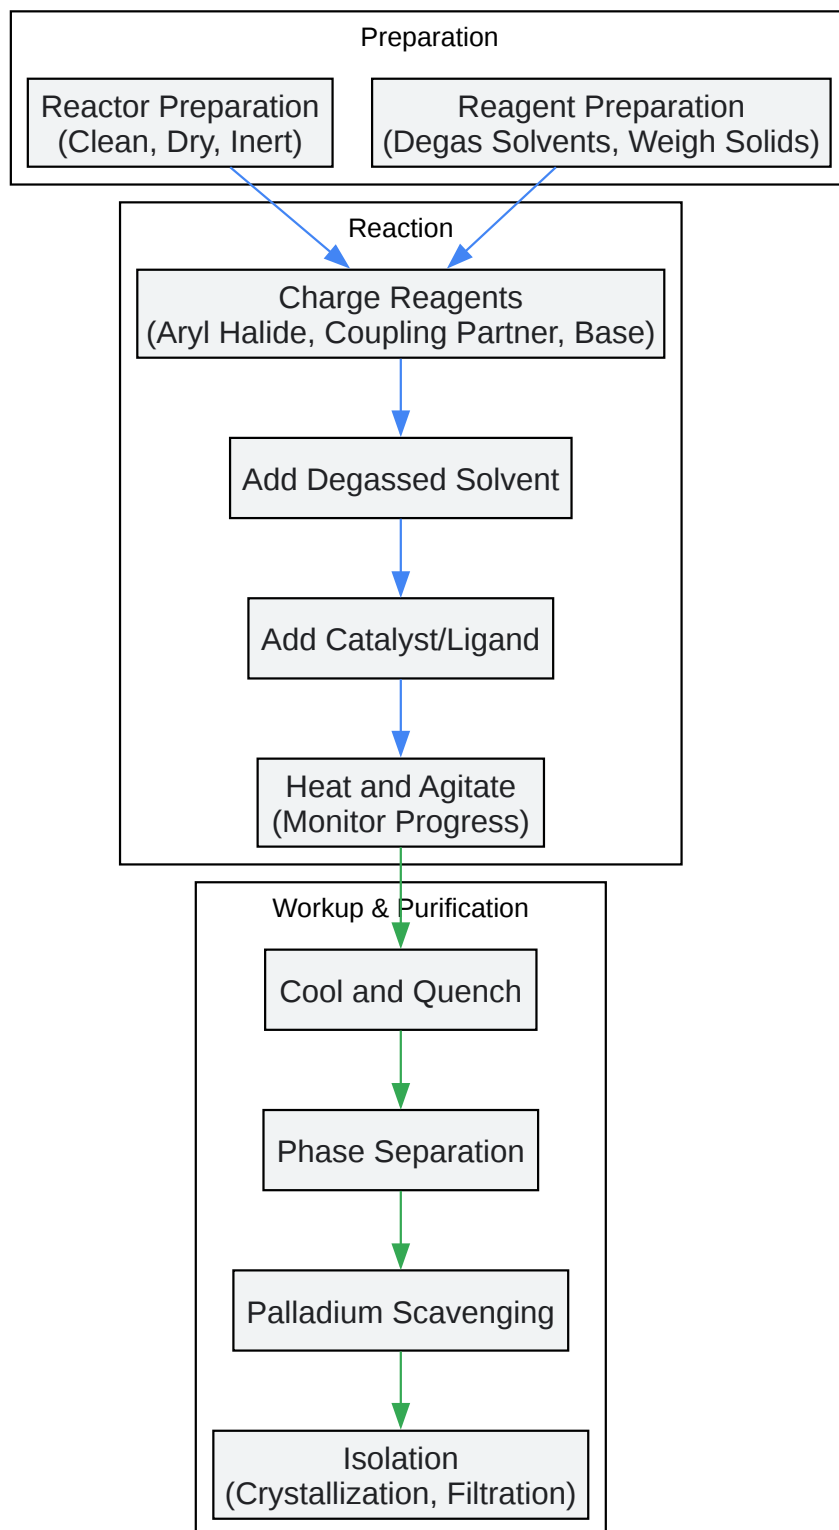 Preparation
Reactor Preparation
(Clean, Dry, Inert)
Reagent Preparation
(Degas Solvents, Weigh Solids)
Reaction
Charge Reagents
(Aryl Halide, Coupling Partner, Base)
Add Degassed Solvent
Add Catalyst/Ligand
Heat and Agitate
(Monitor Progress)
Workup & Purification
Cool and Quench
Phase Separation
Palladium Scavenging
Isolation
(Crystallization, Filtration)